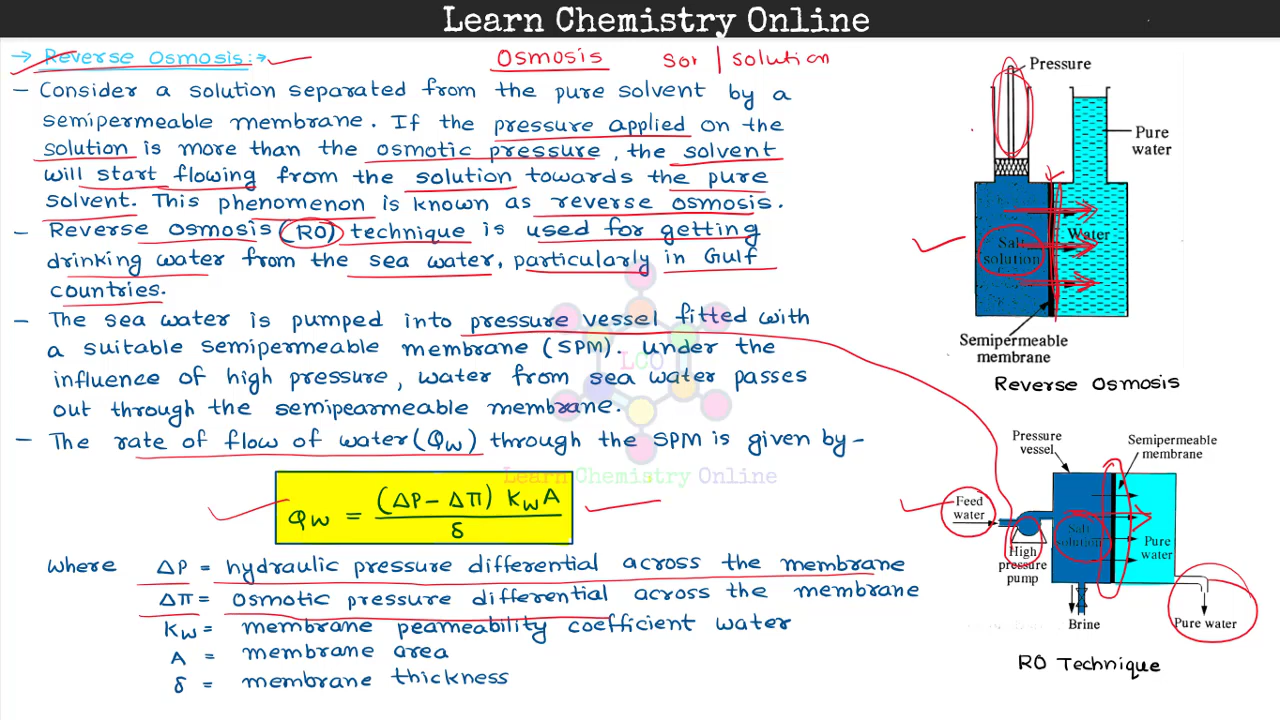 Learn Chemistry Online
→ Reverse Osmosis:→
Osmosis sol | solution
- Consider a solution separated from the pure solvent by a
semipermeable membrane. If the pressure applied on the
solution is more than the osmotic pressure, the solvent
will start flowing from the solution towards the pure
solvent. This phenomenon is known as reverse osmosis.
- Reverse osmosis (RO) technique is used for getting
drinking water from the sea water, particularly in Gulf
countries.
- The sea water is pumped into pressure vessel fitted with
a suitable semipermeable membrane (SPM). Under the
influence of high pressure, water from sea water passes
out through the semipearmeable membrane.
- The rate of flow of water(Qw) through the SPM is given by-
LCO
Learn Chemistry Online
Qw = (ΔP - Δπ) Kw A / δ
where ΔP = hydraulic pressure differential across the membrane
Δπ = Osmotic pressure differential across the membrane
Kw = membrane peameability coefficient water
A = membrane area
δ = membrane thickness
Pressure
Pure
water
Water
Salt
solution
Semipermeable
membrane
Reverse Osmosis
Pressure
vessel
Semipermeable
membrane
Feed
water
Salt
solution
Pure
water
High
pressure
pump
Brine
Pure water
RO Technique